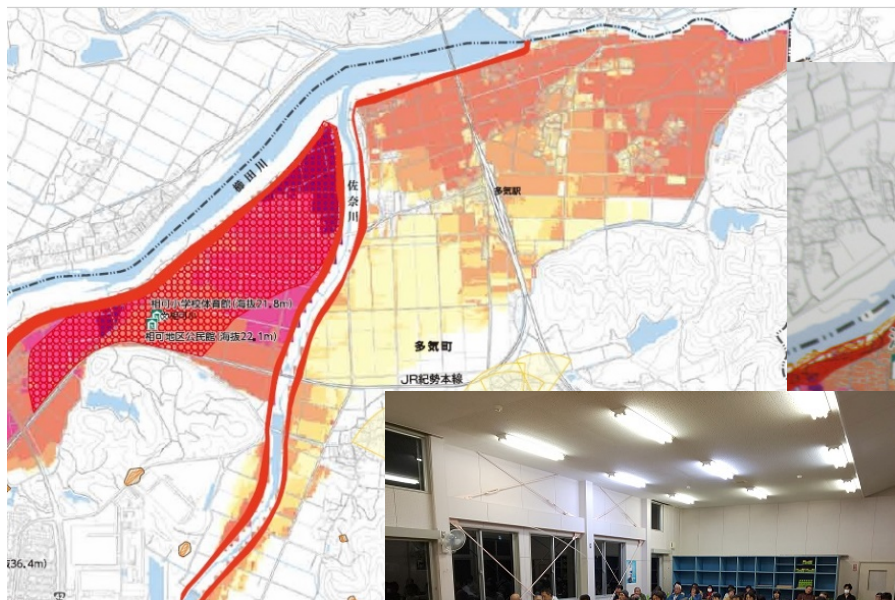 櫛田川
佐奈川
多気駅
相可小学校体育館(海抜21.8m)
相可地区公民館(海抜22.1m)
多気町
JR紀勢本線
36.4m)